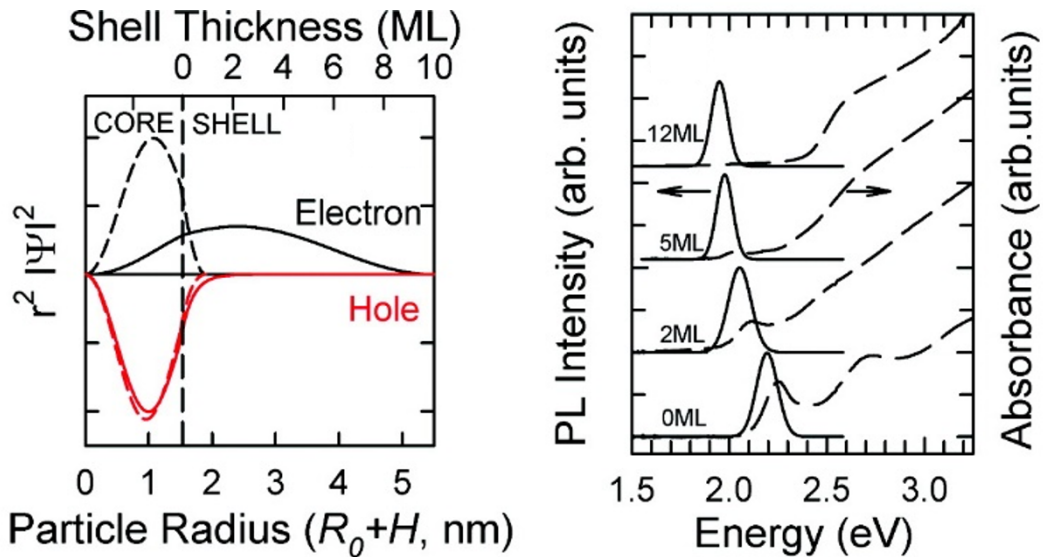 Shell Thickness (ML)
0 2 4 6 8 10
CORE SHELL
Electron
Hole
r² |Ψ|²
0 1 2 3 4 5
Particle Radius (R₀+H, nm)
PL Intensity (arb. units)
12ML
5ML
2ML
0ML
Absorbance (arb.units)
1.5 2.0 2.5 3.0
Energy (eV)